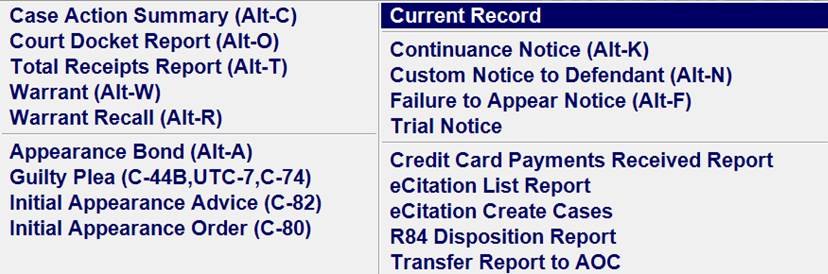 Case Action Summary (Alt-C)
Court Docket Report (Alt-O)
Total Receipts Report (Alt-T)
Warrant (Alt-W)
Warrant Recall (Alt-R)
Appearance Bond (Alt-A)
Guilty Plea (C-44B,UTC-7,C-74)
Initial Appearance Advice (C-82)
Initial Appearance Order (C-80)
Current Record
Continuance Notice (Alt-K)
Custom Notice to Defendant (Alt-N)
Failure to Appear Notice (Alt-F)
Trial Notice
Credit Card Payments Received Report
eCitation List Report
eCitation Create Cases
R84 Disposition Report
Transfer Report to AOC